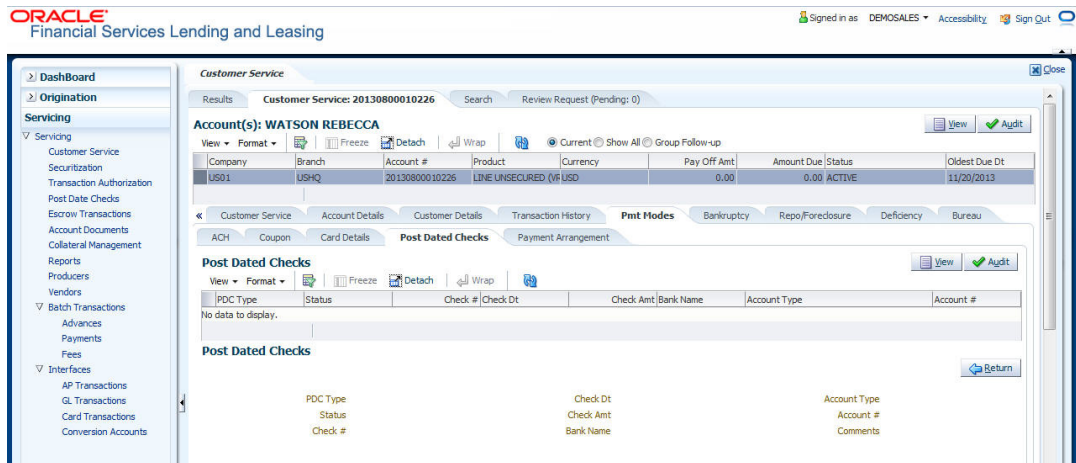 ORACLE
Financial Services Lending and Leasing
Signed in as DEMOSALES Accessibility Sign Out
Close
DashBoard
Origination
Servicing
Servicing
Customer Service
Securitization
Transaction Authorization
Post Date Checks
Escrow Transactions
Account Documents
Collateral Management
Reports
Producers
Vendors
Batch Transactions
Advances
Payments
Fees
Interfaces
AP Transactions
GL Transactions
Card Transactions
Conversion Accounts
Customer Service
Results Customer Service: 20130800010226 Search Review Request (Pending: 0)
Account(s): WATSON REBECCA
View Audit
View Format Freeze Detach Wrap Current Show All Group Follow-up
Company Branch Account # Product Currency Pay Off Amt Amount Due Status Oldest Due Dt
US01 USHQ 20130800010226 LINE UNSECURED (VR USD 0.00 0.00 ACTIVE 11/20/2013
Customer Service Account Details Customer Details Transaction History Pmt Modes Bankruptcy Repo/Foreclosure Deficiency Bureau
ACH Coupon Card Details Post Dated Checks Payment Arrangement
Post Dated Checks
View Audit
View Format Freeze Detach Wrap
PDC Type Status Check # Check Dt Check Amt Bank Name Account Type Account #
No data to display.
Post Dated Checks
Return
PDC Type Check Dt Account Type
Status Check Amt Account #
Check # Bank Name Comments